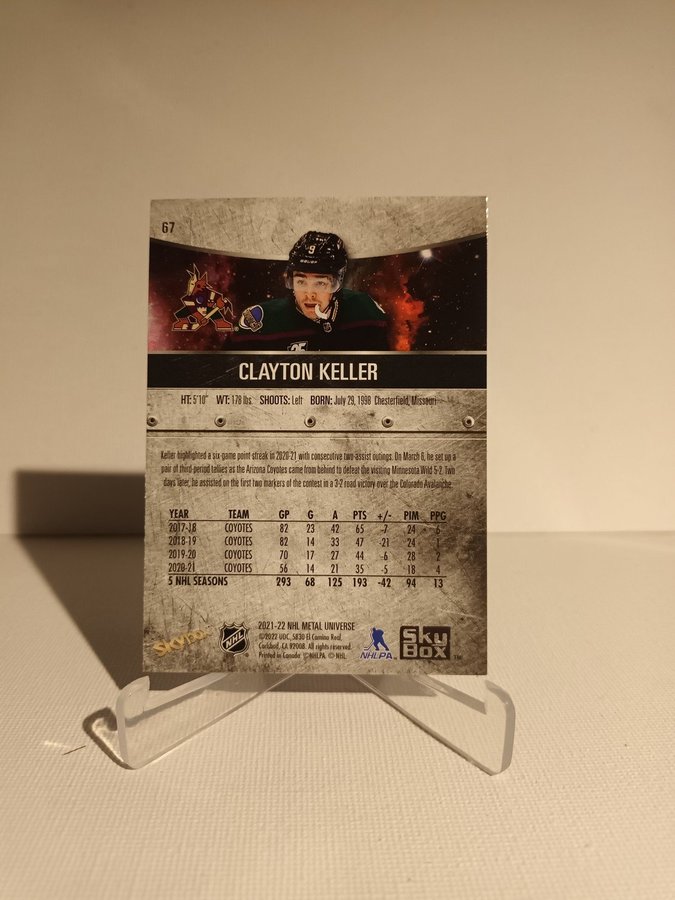 67
9
CLAYTON KELLER
HT: 5'10" WT: 178 lbs. SHOOTS: Left BORN: July 29, 1998 Chesterfield, Missouri
Keller highlighted a six-game point streak in 2020-21 with consecutive two-assist outings. On March 6, he set up a
pair of third-period tallies as the Arizona Coyotes came from behind to defeat the visiting Minnesota Wild 5-2. Two
days later, he assisted on the first two markers of the contest in a 3-2 road victory over the Colorado Avalanche.
YEAR TEAM GP G A PTS +/- PIM PPG
2017-18 COYOTES 82 23 42 65 -7 24 6
2018-19 COYOTES 82 14 33 47 -21 24 1
2019-20 COYOTES 70 17 27 44 -6 28 2
2020-21 COYOTES 56 14 21 35 -5 18 4
5 NHL SEASONS 293 68 125 193 -42 94 13
2021-22 NHL METAL UNIVERSE
©2022 UDC, 5830 El Camino Real,
Carlsbad, CA 92008. All rights reserved.
Printed in Canada. ©NHLPA. ©NHL.
NHL
NHLPA
SkyBox